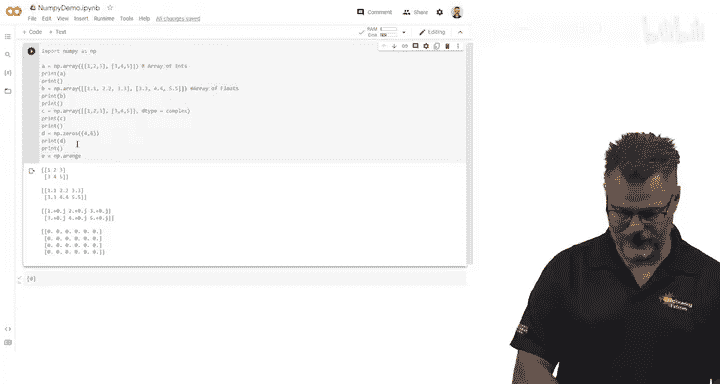 NumpyDemo.ipynb
File Edit View Insert Runtime Tools Help All changes saved
Comment Share
+ Code + Text
RAM
Disk
Editing
import numpy as np
a = np.array([[1,2,3], [3,4,5]]) # Array of Ints
print(a)
print()
b = np.array([[1.1, 2.2, 3.3], [3.3, 4.4, 5.5]]) #Array of Floats
print(b)
print()
c = np.array([[1,2,3], [3,4,5]], dtype = complex)
print(c)
print()
d = np.zeros((4,6))
print(d)
print()
e = np.arange
[[1 2 3]
[3 4 5]]
[[1.1 2.2 3.3]
[3.3 4.4 5.5]]
[[1.+0.j 2.+0.j 3.+0.j]
[3.+0.j 4.+0.j 5.+0.j]]
[[0. 0. 0. 0. 0. 0.]
[0. 0. 0. 0. 0. 0.]
[0. 0. 0. 0. 0. 0.]
[0. 0. 0. 0. 0. 0.]]
[0]